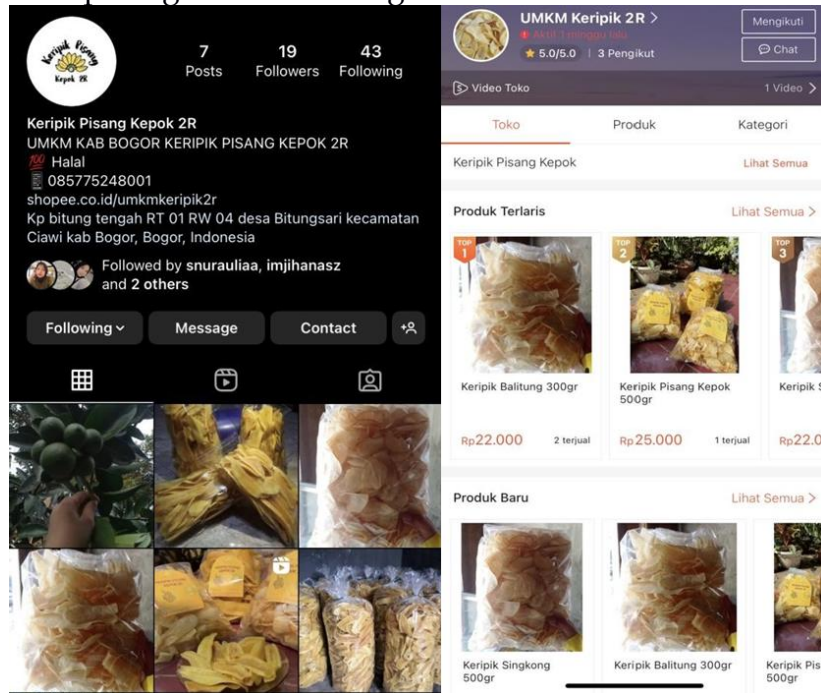 Keripik Pisang
Kepok 2R
7
Posts
19
Followers
43
Following
Keripik Pisang Kepok 2R
UMKM KAB BOGOR KERIPIK PISANG KEPOK 2R
💯 Halal
085775248001
shopee.co.id/umkmkeripik2r
Kp bitung tengah RT 01 RW 04 desa Bitungsari kecamatan
Ciawi kab Bogor, Bogor, Indonesia
Followed by snurauliaa, imjihanasz
and 2 others
Following
Message
Contact
UMKM Keripik 2R >
Aktif 1 minggu lalu
5.0/5.0 | 3 Pengikut
Mengikuti
Chat
Video Toko
1 Video >
Toko
Produk
Kategori
Keripik Pisang Kepok
Lihat Semua
Produk Terlaris
Lihat Semua >
TOP
1
Keripik Balitung 300gr
Rp22.000
2 terjual
TOP
2
Keripik Pisang Kepok
500gr
Rp25.000
1 terjual
TOP
3
Keripik
Rp22.0
Produk Baru
Lihat Semua >
Keripik Singkong
500gr
Keripik Balitung 300gr
Keripik Pis
500gr